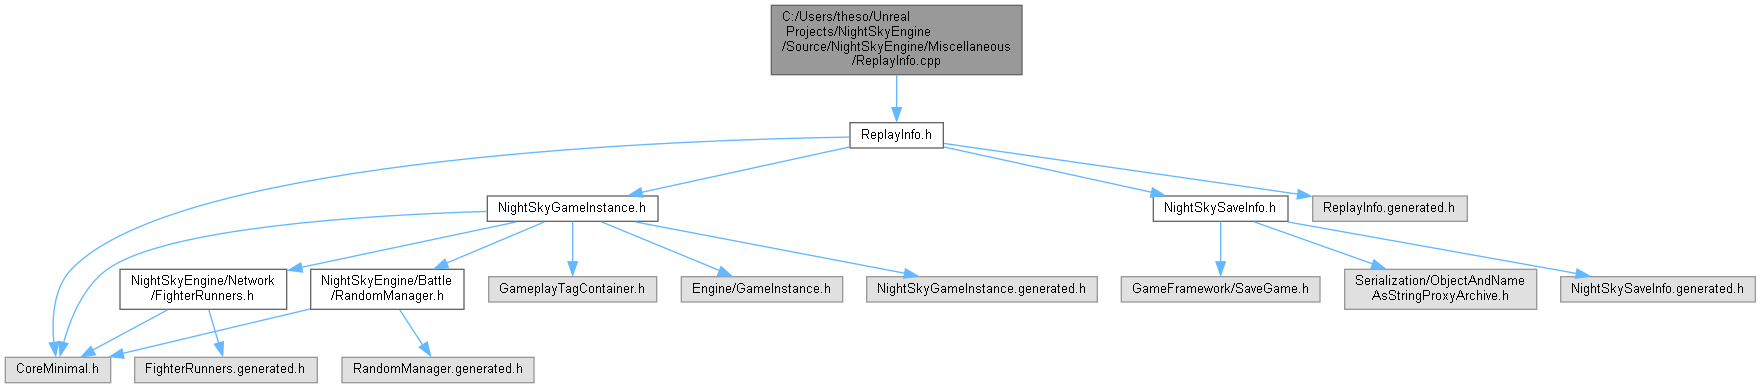 C:/Users/theso/Unreal
Projects/NightSkyEngine
/Source/NightSkyEngine/Miscellaneous
/ReplayInfo.cpp
ReplayInfo.h
NightSkyGameInstance.h
NightSkySaveInfo.h
ReplayInfo.generated.h
NightSkyEngine/Network
/FighterRunners.h
NightSkyEngine/Battle
/RandomManager.h
GameplayTagContainer.h
Engine/GameInstance.h
NightSkyGameInstance.generated.h
GameFramework/SaveGame.h
Serialization/ObjectAndName
AsStringProxyArchive.h
NightSkySaveInfo.generated.h
CoreMinimal.h
FighterRunners.generated.h
RandomManager.generated.h